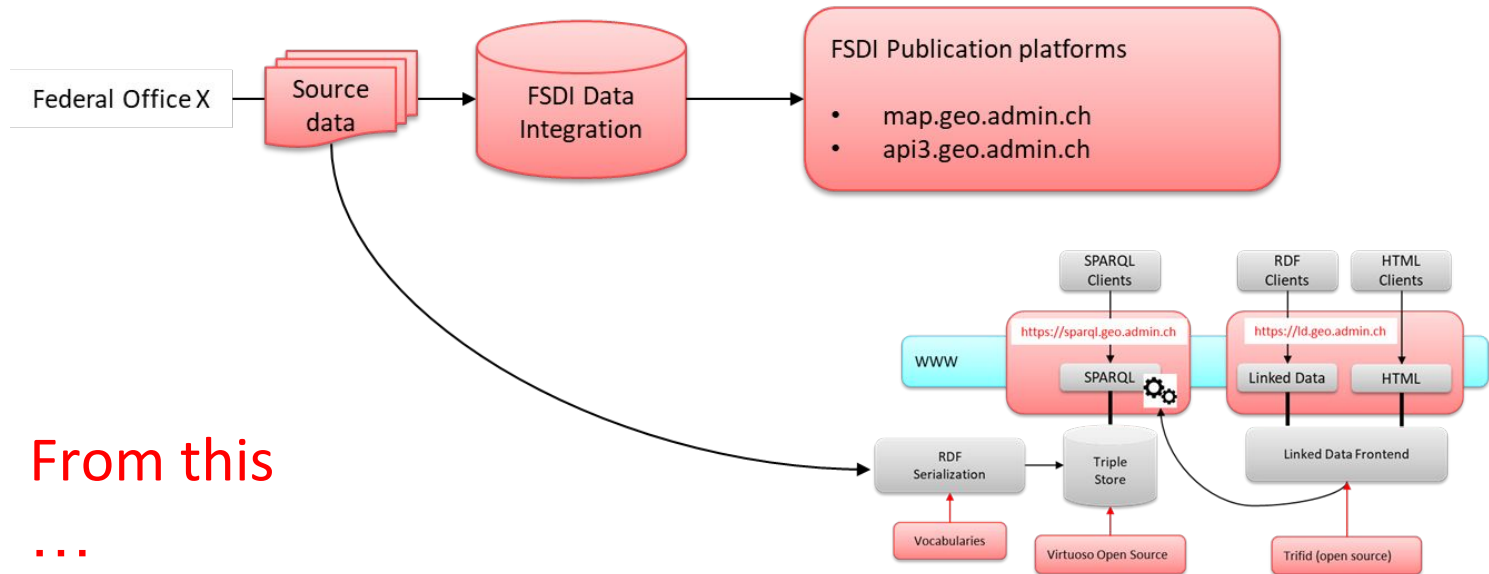 Federal Office X
Source
data
FSDI Data
Integration
FSDI Publication platforms
• map.geo.admin.ch
• api3.geo.admin.ch
SPARQL
Clients
RDF
Clients
HTML
Clients
https://sparql.geo.admin.ch
https://ld.geo.admin.ch
WWW
SPARQL
Linked Data
HTML
RDF
Serialization
Triple
Store
Linked Data Frontend
Vocabularies
Virtuoso Open Source
Trifid (open source)
From this
...